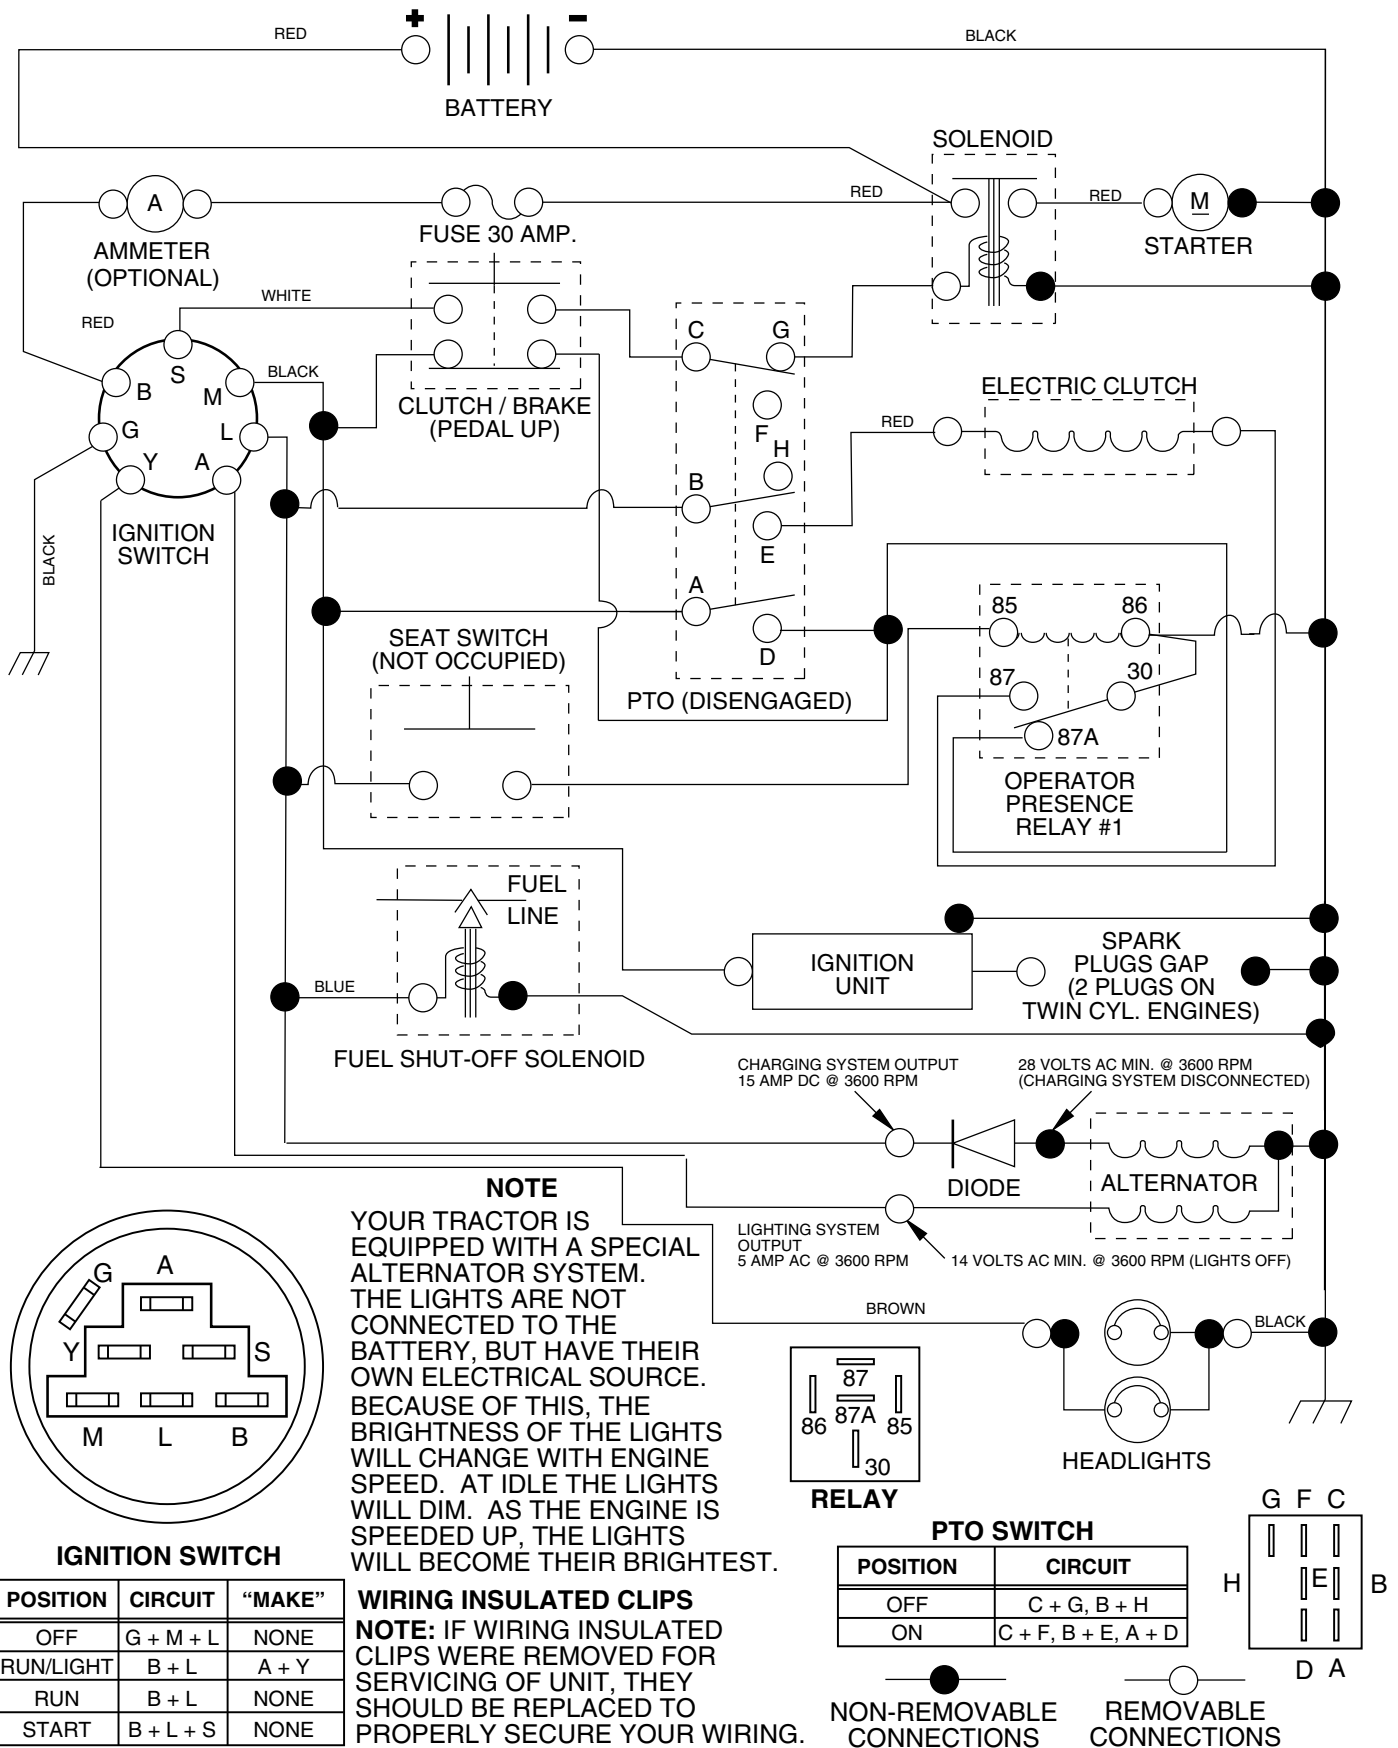 RED
+
-
BLACK
BATTERY
SOLENOID
RED
RED
A
M
AMMETER
(OPTIONAL)
FUSE 30 AMP.
STARTER
WHITE
RED
C
G
S
B
M
BLACK
ELECTRIC CLUTCH
CLUTCH / BRAKE
(PEDAL UP)
F
RED
G
L
H
Y
A
B
IGNITION
SWITCH
E
BLACK
A
85
86
SEAT SWITCH
(NOT OCCUPIED)
D
87
30
PTO (DISENGAGED)
87A
OPERATOR
PRESENCE
RELAY #1
FUEL
LINE
SPARK
PLUGS GAP
(2 PLUGS ON
TWIN CYL. ENGINES)
IGNITION
UNIT
BLUE
FUEL SHUT-OFF SOLENOID
CHARGING SYSTEM OUTPUT
15 AMP DC @ 3600 RPM
28 VOLTS AC MIN. @ 3600 RPM
(CHARGING SYSTEM DISCONNECTED)
DIODE
ALTERNATOR
LIGHTING SYSTEM
OUTPUT
5 AMP AC @ 3600 RPM
14 VOLTS AC MIN. @ 3600 RPM (LIGHTS OFF)
BROWN
BLACK
HEADLIGHTS
NOTE
YOUR TRACTOR IS
EQUIPPED WITH A SPECIAL
ALTERNATOR SYSTEM.
THE LIGHTS ARE NOT
CONNECTED TO THE
BATTERY, BUT HAVE THEIR
OWN ELECTRICAL SOURCE.
BECAUSE OF THIS, THE
BRIGHTNESS OF THE LIGHTS
WILL CHANGE WITH ENGINE
SPEED. AT IDLE THE LIGHTS
WILL DIM. AS THE ENGINE IS
SPEEDED UP, THE LIGHTS
WILL BECOME THEIR BRIGHTEST.
G A
Y S
M L B
87
86 87A 85
30
RELAY
IGNITION SWITCH
POSITION CIRCUIT “MAKE”
OFF G + M + L NONE
RUN/LIGHT B + L A + Y
RUN B + L NONE
START B + L + S NONE
WIRING INSULATED CLIPS
NOTE: IF WIRING INSULATED
CLIPS WERE REMOVED FOR
SERVICING OF UNIT, THEY
SHOULD BE REPLACED TO
PROPERLY SECURE YOUR WIRING.
PTO SWITCH
POSITION CIRCUIT
OFF C + G, B + H
ON C + F, B + E, A + D
G F C
H E B
D A
NON-REMOVABLE
CONNECTIONS
REMOVABLE
CONNECTIONS